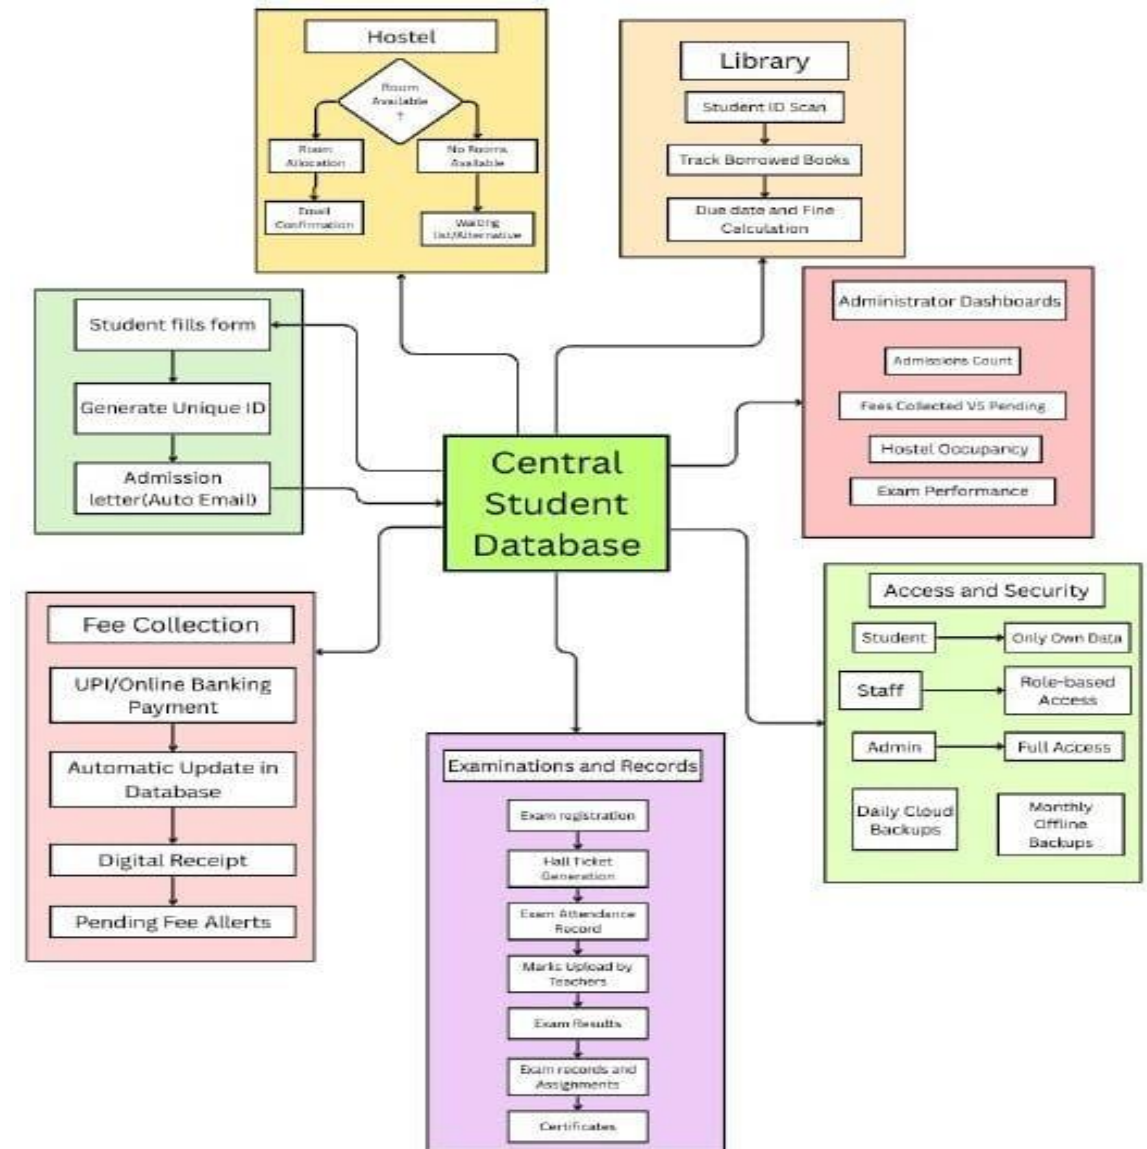 Hostel
Room
Available
?
Room
Allocation
No Rooms
Available
Email
Confirmation
Waiting
list/Alternative
Library
Student ID Scan
Track Borrowed Books
Due date and Fine
Calculation
Student fills form
Generate Unique ID
Admission
letter(Auto Email)
Central
Student
Database
Administrator Dashboards
Admissions Count
Fees Collected VS Pending
Hostel Occupancy
Exam Performance
Fee Collection
UPI/Online Banking
Payment
Automatic Update in
Database
Digital Receipt
Pending Fee Allerts
Examinations and Records
Exam registration
Hall Ticket
Generation
Exam Attendance
Record
Marks Upload by
Teachers
Exam Results
Exam records and
Assignments
Certificates
Access and Security
Student
Only Own Data
Staff
Role-based
Access
Admin
Full Access
Daily Cloud
Backups
Monthly
Offline
Backups